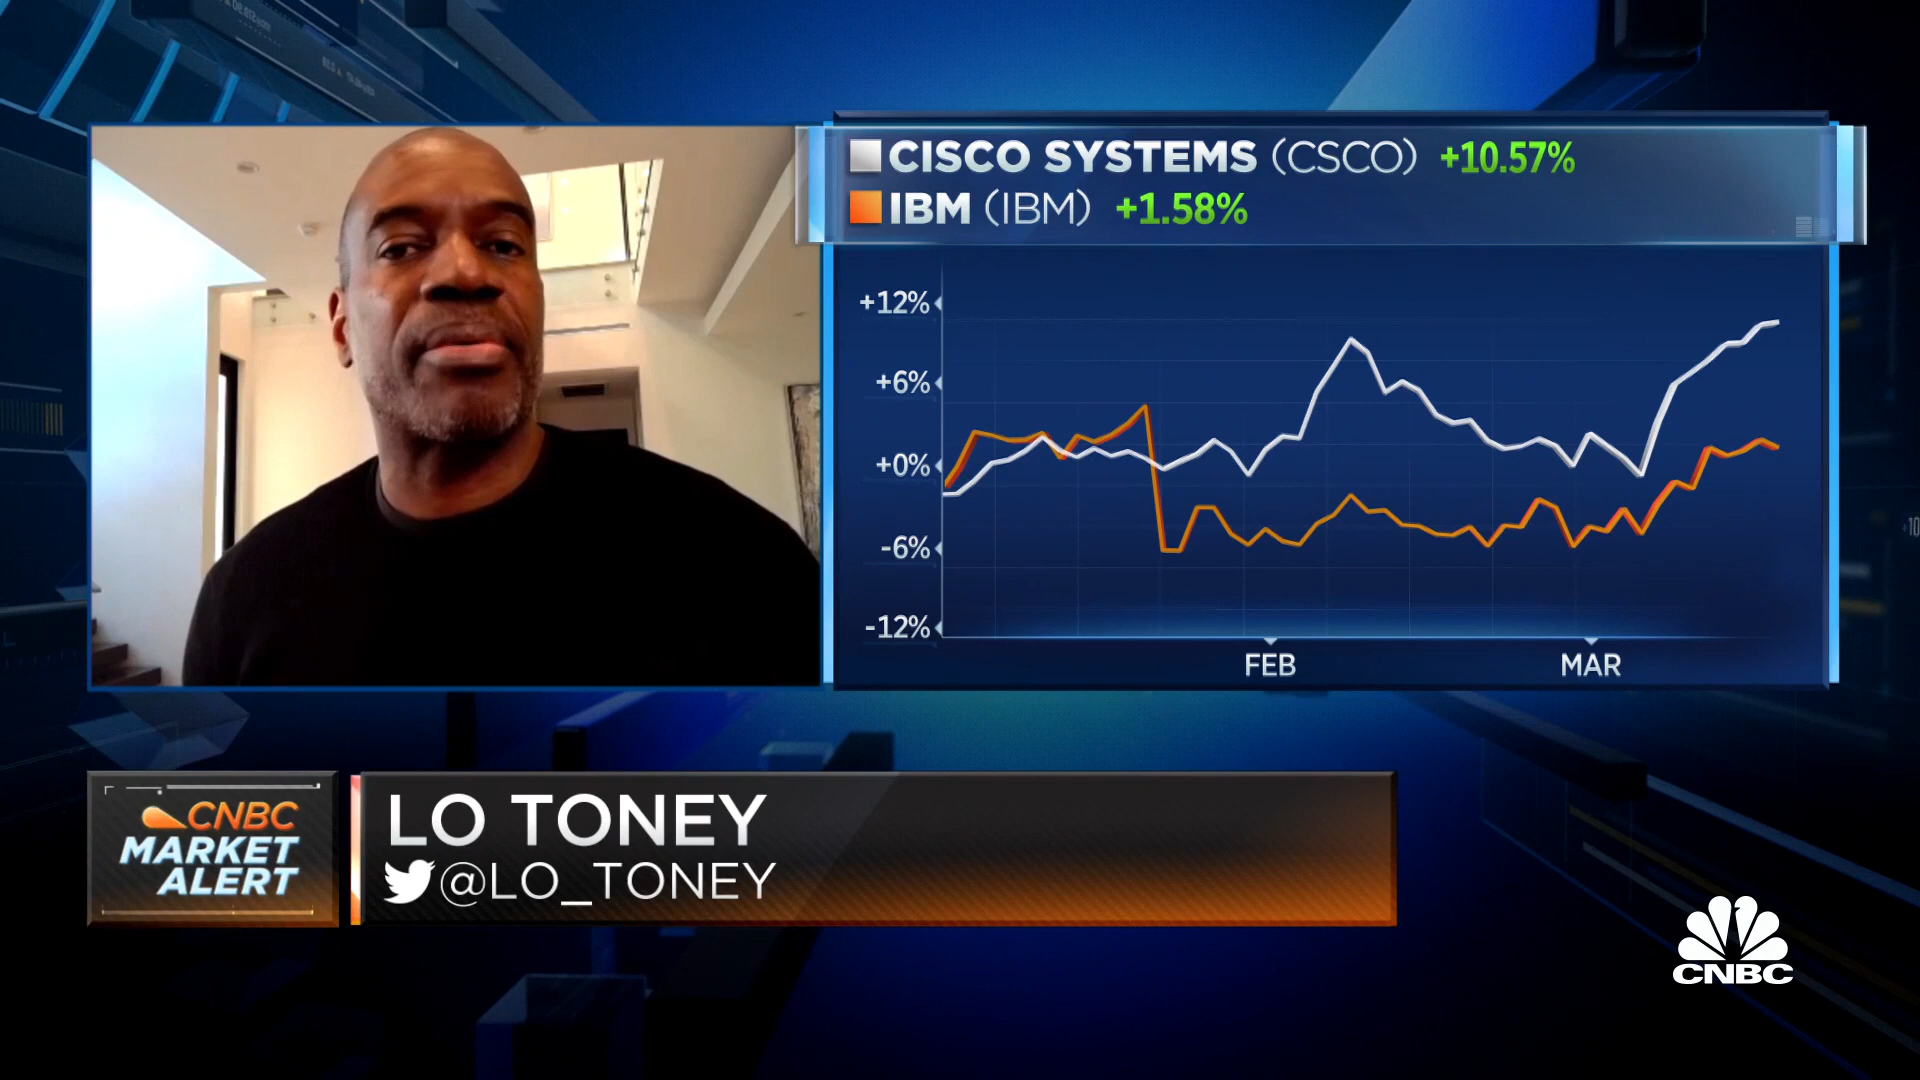 CISCO SYSTEMS (CSCO) +10.57%
IBM (IBM) +1.58%
+12%
+6%
+0%
-6%
-12%
FEB
MAR
CNBC
MARKET
ALERT
LO TONEY
@LO_TONEY
CNBC